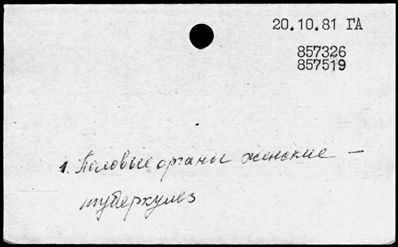 20.10.81 ГА
857326
857519
1. Половые органы женские —
туберкулез